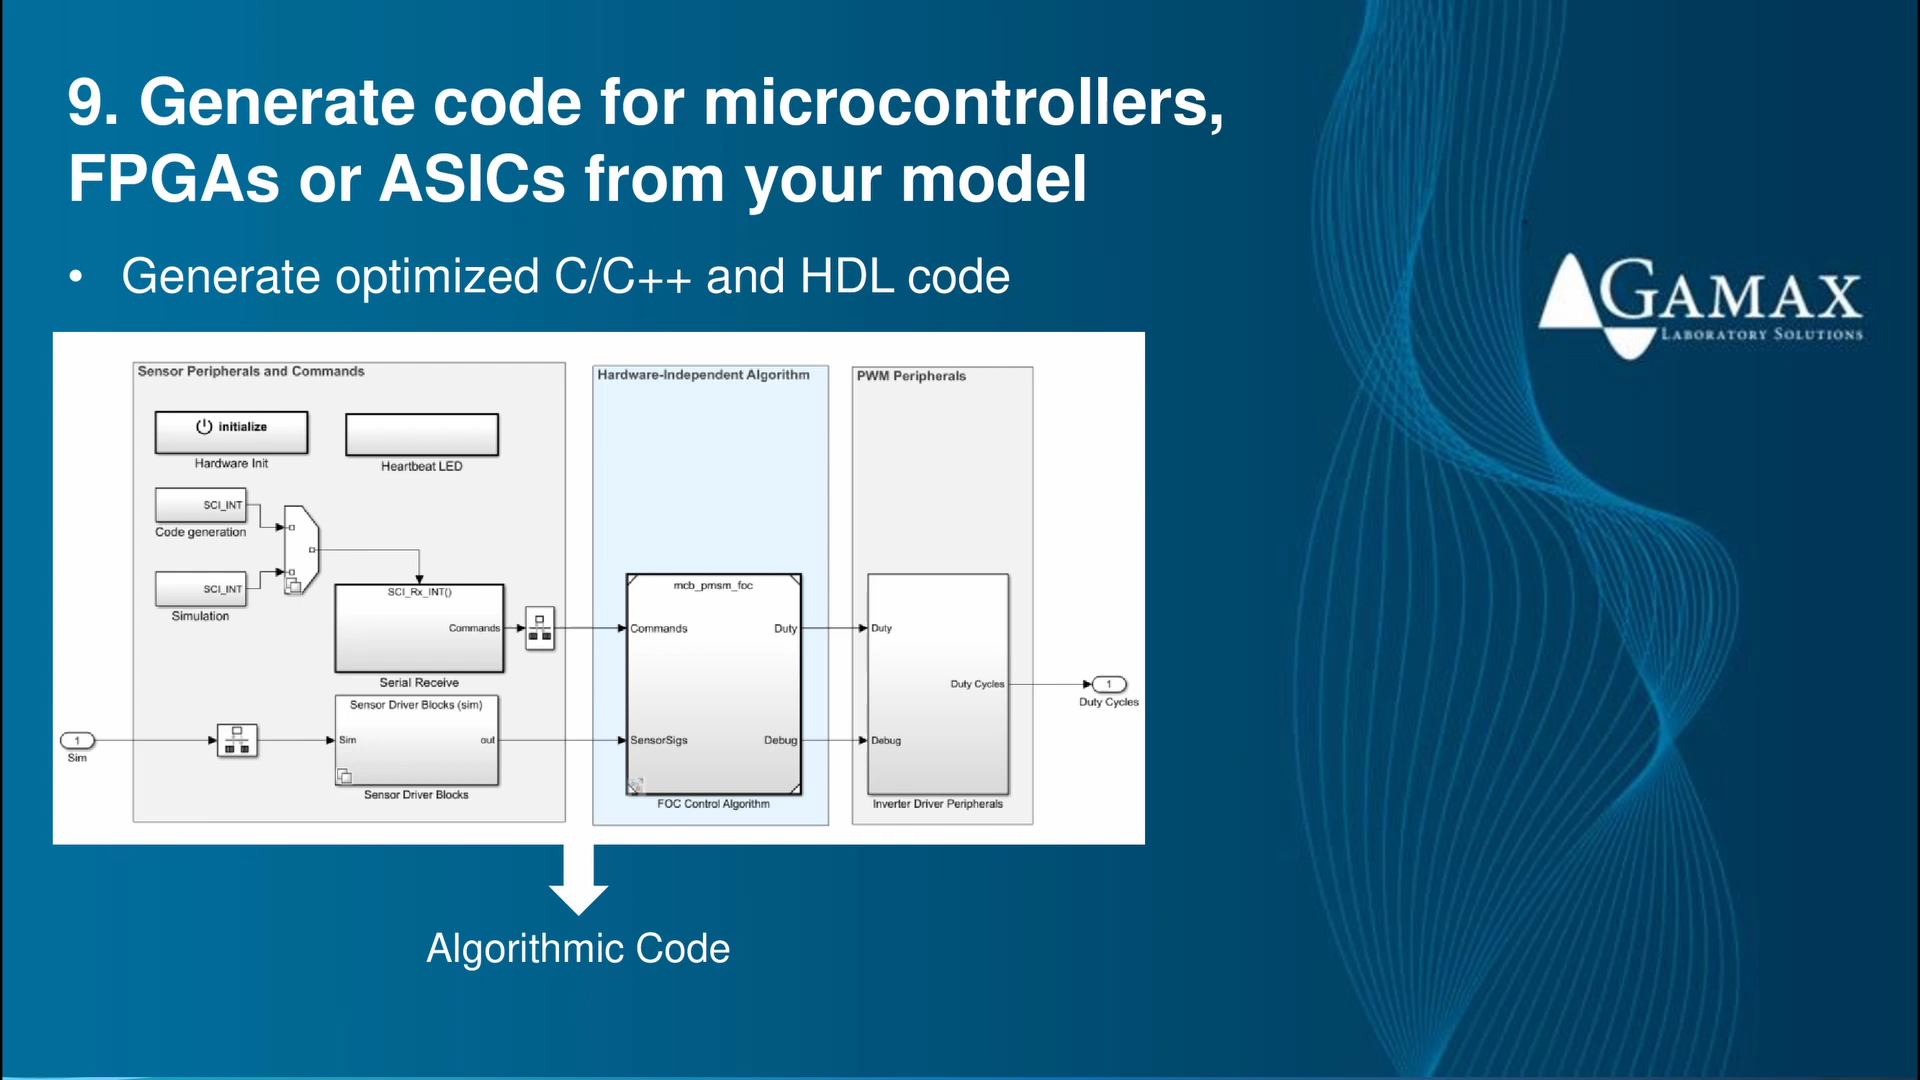 9. Generate code for microcontrollers,
FPGAs or ASICs from your model
• Generate optimized C/C++ and HDL code
GAMAX
LABORATORY SOLUTIONS
Sensor Peripherals and Commands
initialize
Hardware Init
Heartbeat LED
SCI_INT
Code generation
SCI_INT
Simulation
SCI_Rx_INT()
Commands
Serial Receive
Sensor Driver Blocks (sim)
1
Sim
Sim
out
Sensor Driver Blocks
Hardware-Independent Algorithm
mcb_pmsm_foc
Commands
Duty
SensorSigs
Debug
FOC Control Algorithm
PWM Peripherals
Duty
Duty Cycles
Debug
Inverter Driver Peripherals
1
Duty Cycles
Algorithmic Code